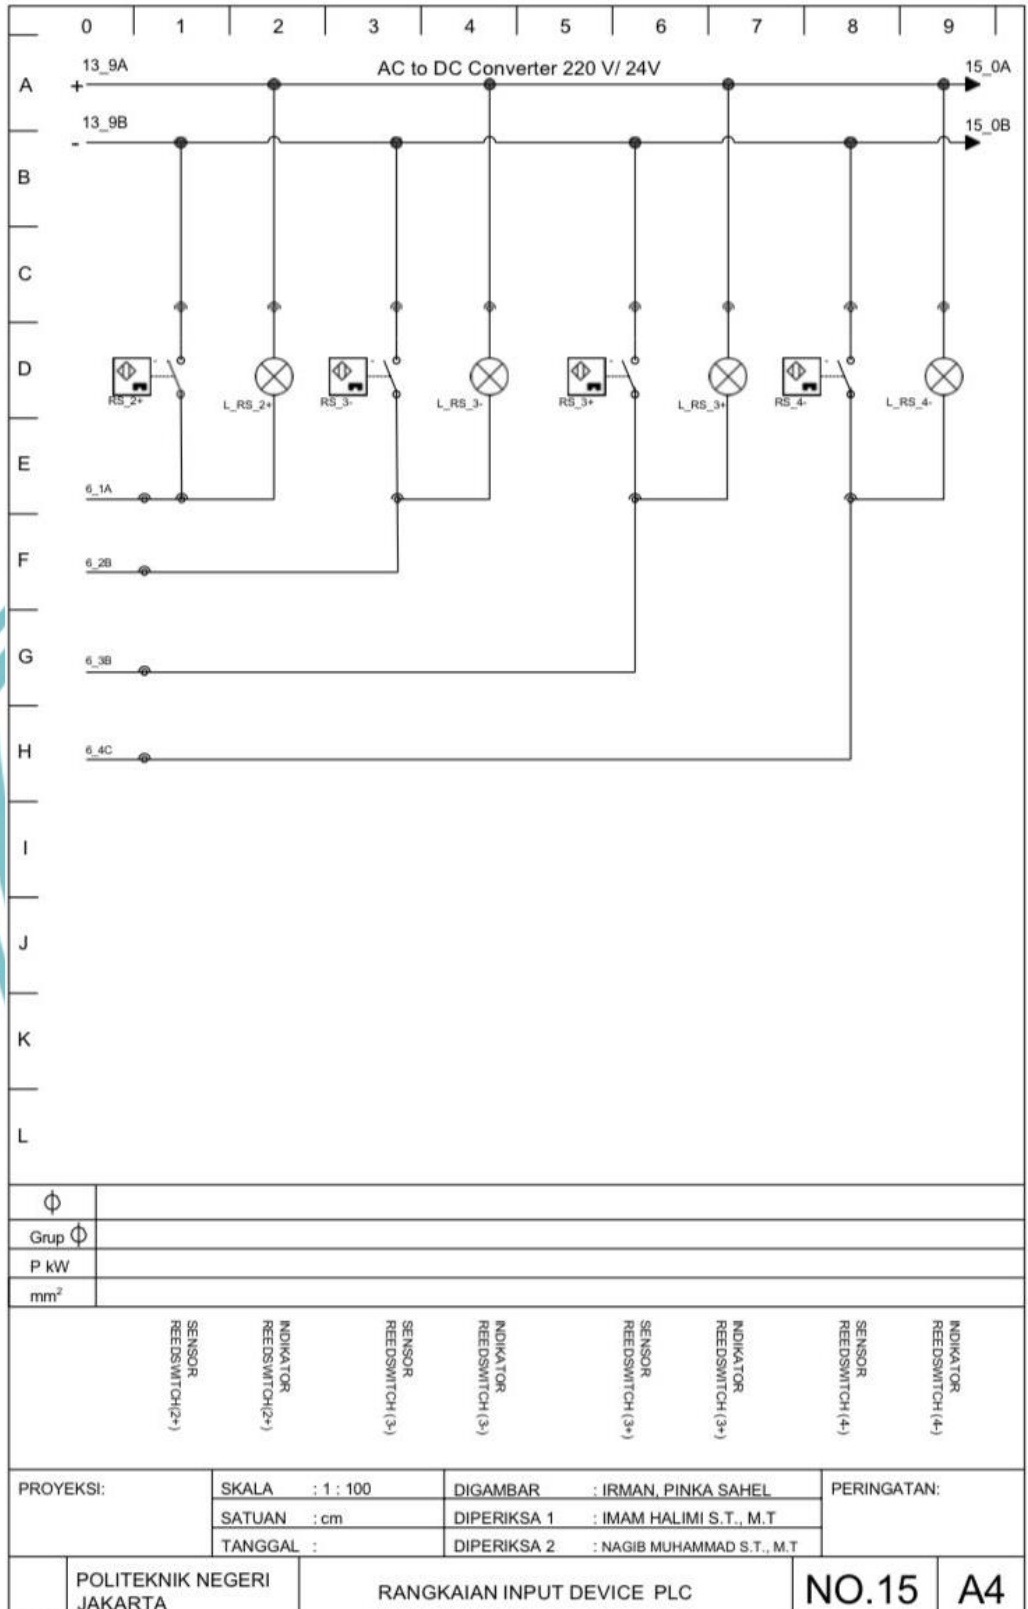 0 1 2 3 4 5 6 7 8 9
13_9A AC to DC Converter 220 V/ 24V 15_0A
A +
13_9B 15_0B
-
B
C
D
RS_2+ L_RS_2+ RS_3- L_RS_3- RS_3+ L_RS_3+ RS_4- L_RS_4-
E
6_1A
F
6_2B
G
6_3B
H
6_4C
I
J
K
L
Φ
Grup Φ
P kW
mm²
SENSOR
REEDSWITCH(2+)
INDIKATOR
REEDSWITCH(2+)
SENSOR
REEDSWITCH (3-)
INDIKATOR
REEDSWITCH (3-)
SENSOR
REEDSWITCH (3+)
INDIKATOR
REEDSWITCH (3+)
SENSOR
REEDSWITCH (4-)
INDIKATOR
REEDSWITCH (4-)
PROYEKSI:
SKALA : 1 : 100
SATUAN : cm
TANGGAL :
DIGAMBAR : IRMAN, PINKA SAHEL
DIPERIKSA 1 : IMAM HALIMI S.T., M.T
DIPERIKSA 2 : NAGIB MUHAMMAD S.T., M.T
PERINGATAN:
POLITEKNIK NEGERI
JAKARTA
RANGKAIAN INPUT DEVICE PLC
NO.15
A4